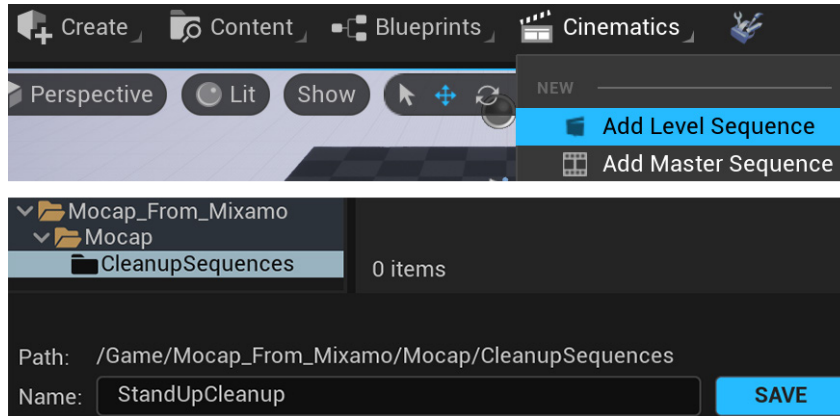 Create Content Blueprints Cinematics
Perspective Lit Show NEW
Add Level Sequence
Add Master Sequence
Mocap_From_Mixamo
Mocap
CleanupSequences
0 items
Path: /Game/Mocap_From_Mixamo/Mocap/CleanupSequences
Name: StandUpCleanup SAVE